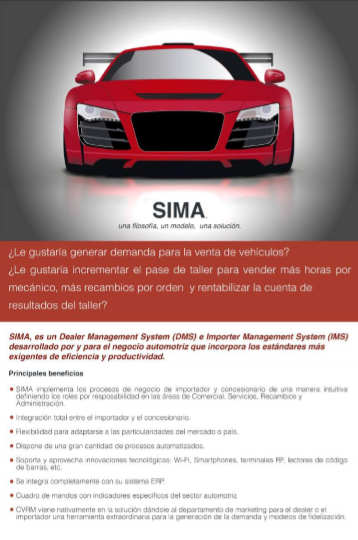 SIMA
una filosofía, un modelo, una solución.
¿Le gustaría generar demanda para la venta de vehículos?
¿Le gustaría incrementar el pase de taller para vender más horas por
mecánico, más recambios por orden y rentabilizar la cuenta de
resultados del taller?
SIMA, es un Dealer Management System (DMS) e Importer Management System (IMS)
desarrollado por y para el negocio automotriz que incorpora los estándares más
exigentes de eficiencia y productividad.
Principales beneficios
• SIMA implementa los procesos de negocio de importador y concesionario de una manera intuitiva
definiendo los roles por resposabilidad en las áreas de Comercial, Servicios, Recambios y
Administración.
• Integración total entre el importador y el concesionario.
• Flexibilidad para adaptarse a las particularidades del mercado o país.
• Dispone de una gran cantidad de procesos automatizados.
• Soporta y aprovecha innovaciones tecnológicas: Wi-Fi, Smartphones, terminales RF, lectores de código
de barras, etc.
• Se integra completamente con su sistema ERP.
• Cuadro de mandos con indicadores específicos del sector automotriz
• CVRM viene nativamente en la solución dándole al departamento de marketing para el dealer o el
importador una herramienta extraordinaria para la generación de la demanda y modelos de fidelización.